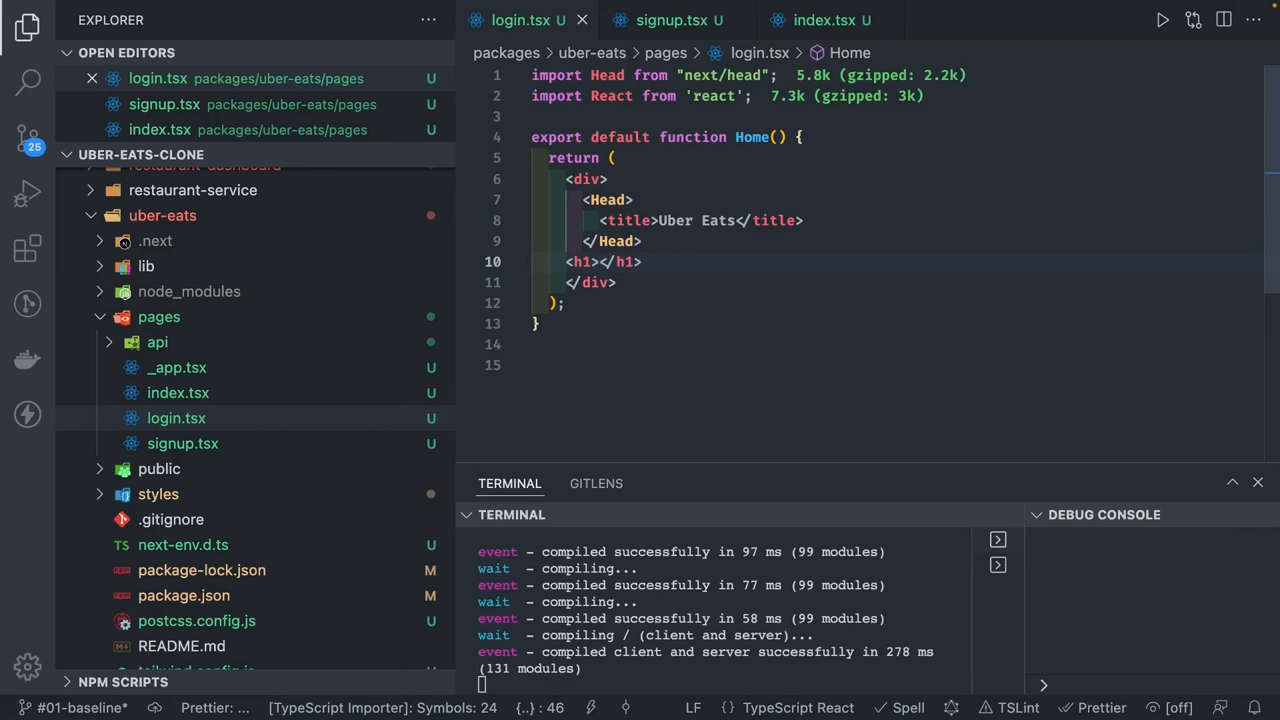 EXPLORER
OPEN EDITORS
login.tsx packages/uber-eats/pages U
signup.tsx packages/uber-eats/pages U
index.tsx packages/uber-eats/pages U
UBER-EATS-CLONE
restaurant-dashboard
restaurant-service
uber-eats
.next
lib
node_modules
pages
api
_app.tsx U
index.tsx U
login.tsx U
signup.tsx U
public
styles
.gitignore
TS next-env.d.ts U
package-lock.json M
package.json M
postcss.config.js U
README.md
tailwind.config.js U
NPM SCRIPTS
25
login.tsx U
signup.tsx U
index.tsx U
packages > uber-eats > pages > login.tsx > Home
1 import Head from "next/head"; 5.8k (gzipped: 2.2k)
2 import React from 'react'; 7.3k (gzipped: 3k)
3
4 export default function Home() {
5 return (
6 <div>
7 <Head>
8 <title>Uber Eats</title>
9 </Head>
10 <h1></h1>
11 </div>
12 );
13 }
14
15
TERMINAL GITLENS
TERMINAL
event - compiled successfully in 97 ms (99 modules)
wait - compiling...
event - compiled successfully in 77 ms (99 modules)
wait - compiling...
event - compiled successfully in 58 ms (99 modules)
wait - compiling / (client and server)...
event - compiled client and server successfully in 278 ms
(131 modules)
DEBUG CONSOLE
#01-baseline* Prettier: ... [TypeScript Importer]: Symbols: 24 {..} : 46 LF {} TypeScript React Spell TSLint Prettier [off]